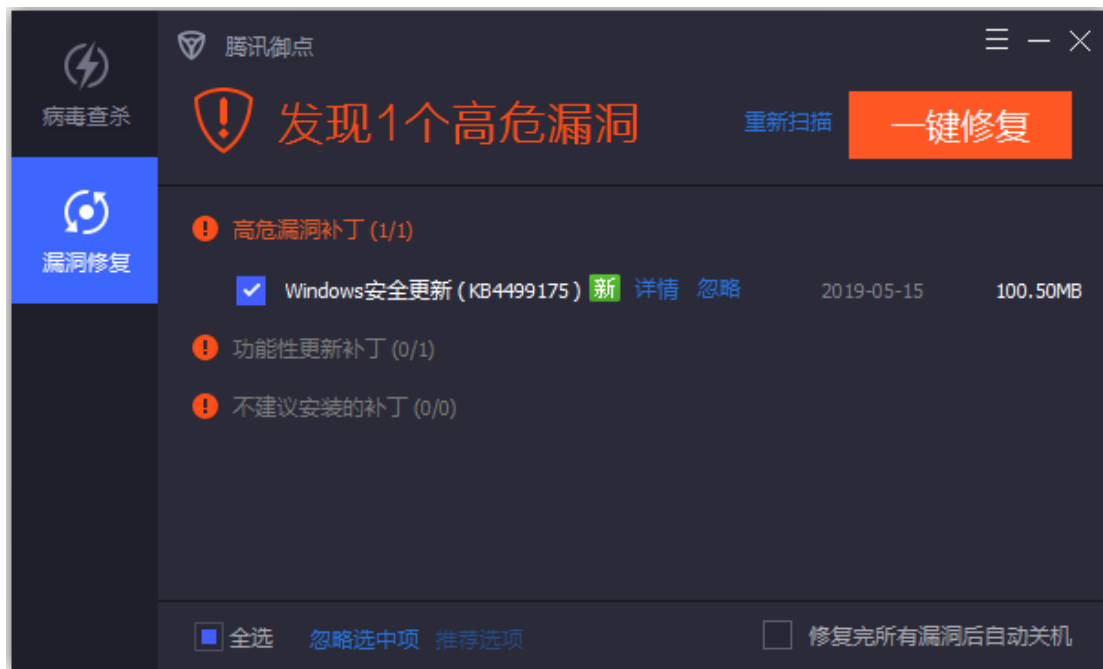 腾讯御点
病毒查杀
发现1个高危漏洞 重新扫描 一键修复
漏洞修复
高危漏洞补丁 (1/1)
Windows安全更新 ( KB4499175 ) 新 详情 忽略 2019-05-15 100.50MB
功能性更新补丁 (0/1)
不建议安装的补丁 (0/0)
全选 忽略选中项 推荐选项 修复完所有漏洞后自动关机